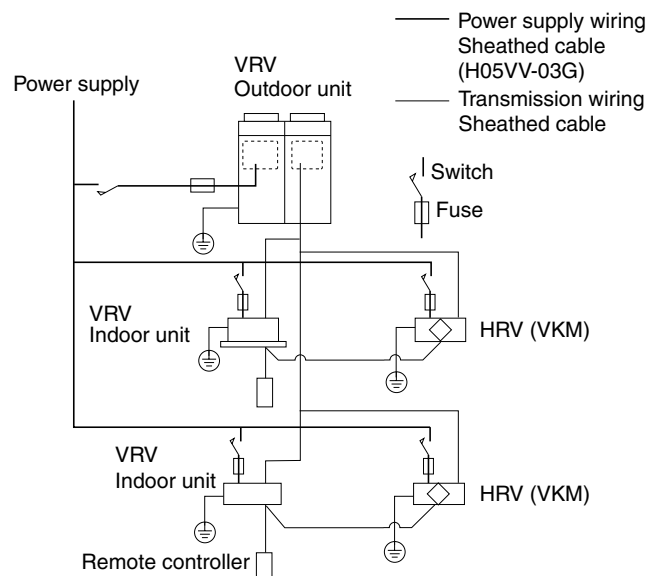 Power supply wiring
Sheathed cable
(H05VV-03G)
Transmission wiring
Sheathed cable
VRV
Outdoor unit
Power supply
Switch
Fuse
VRV
Indoor unit
HRV (VKM)
VRV
Indoor unit
HRV (VKM)
Remote controller